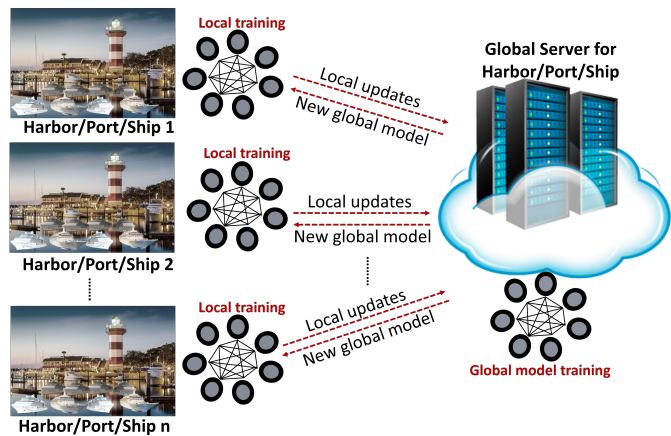 Local training
Local updates
New global model
Harbor/Port/Ship 1
Global Server for
Harbor/Port/Ship
Local training
Local updates
New global model
Harbor/Port/Ship 2
Local training
Local updates
New global model
Harbor/Port/Ship n
Global model training